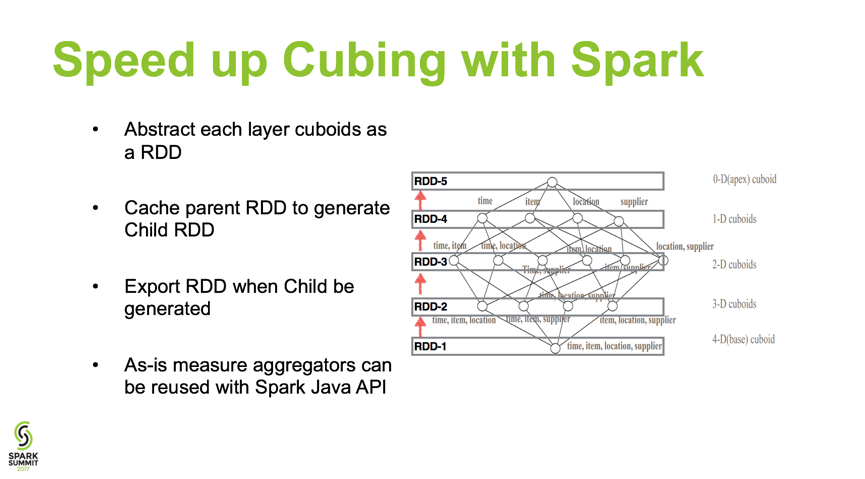 Speed up Cubing with Spark
• Abstract each layer cuboids as
a RDD
• Cache parent RDD to generate
Child RDD
• Export RDD when Child be
generated
• As-is measure aggregators can
be reused with Spark Java API
RDD-5
0-D(apex) cuboid
time
item
location
supplier
RDD-4
1-D cuboids
time, item
time, location
item, location
location, supplier
RDD-3
Time, supplier
item, supplier
2-D cuboids
time, location, supplier
RDD-2
3-D cuboids
time, item, location
time, item, supplier
item, location, supplier
RDD-1
time, item, location, supplier
4-D(base) cuboid
SPARK
SUMMIT
2017